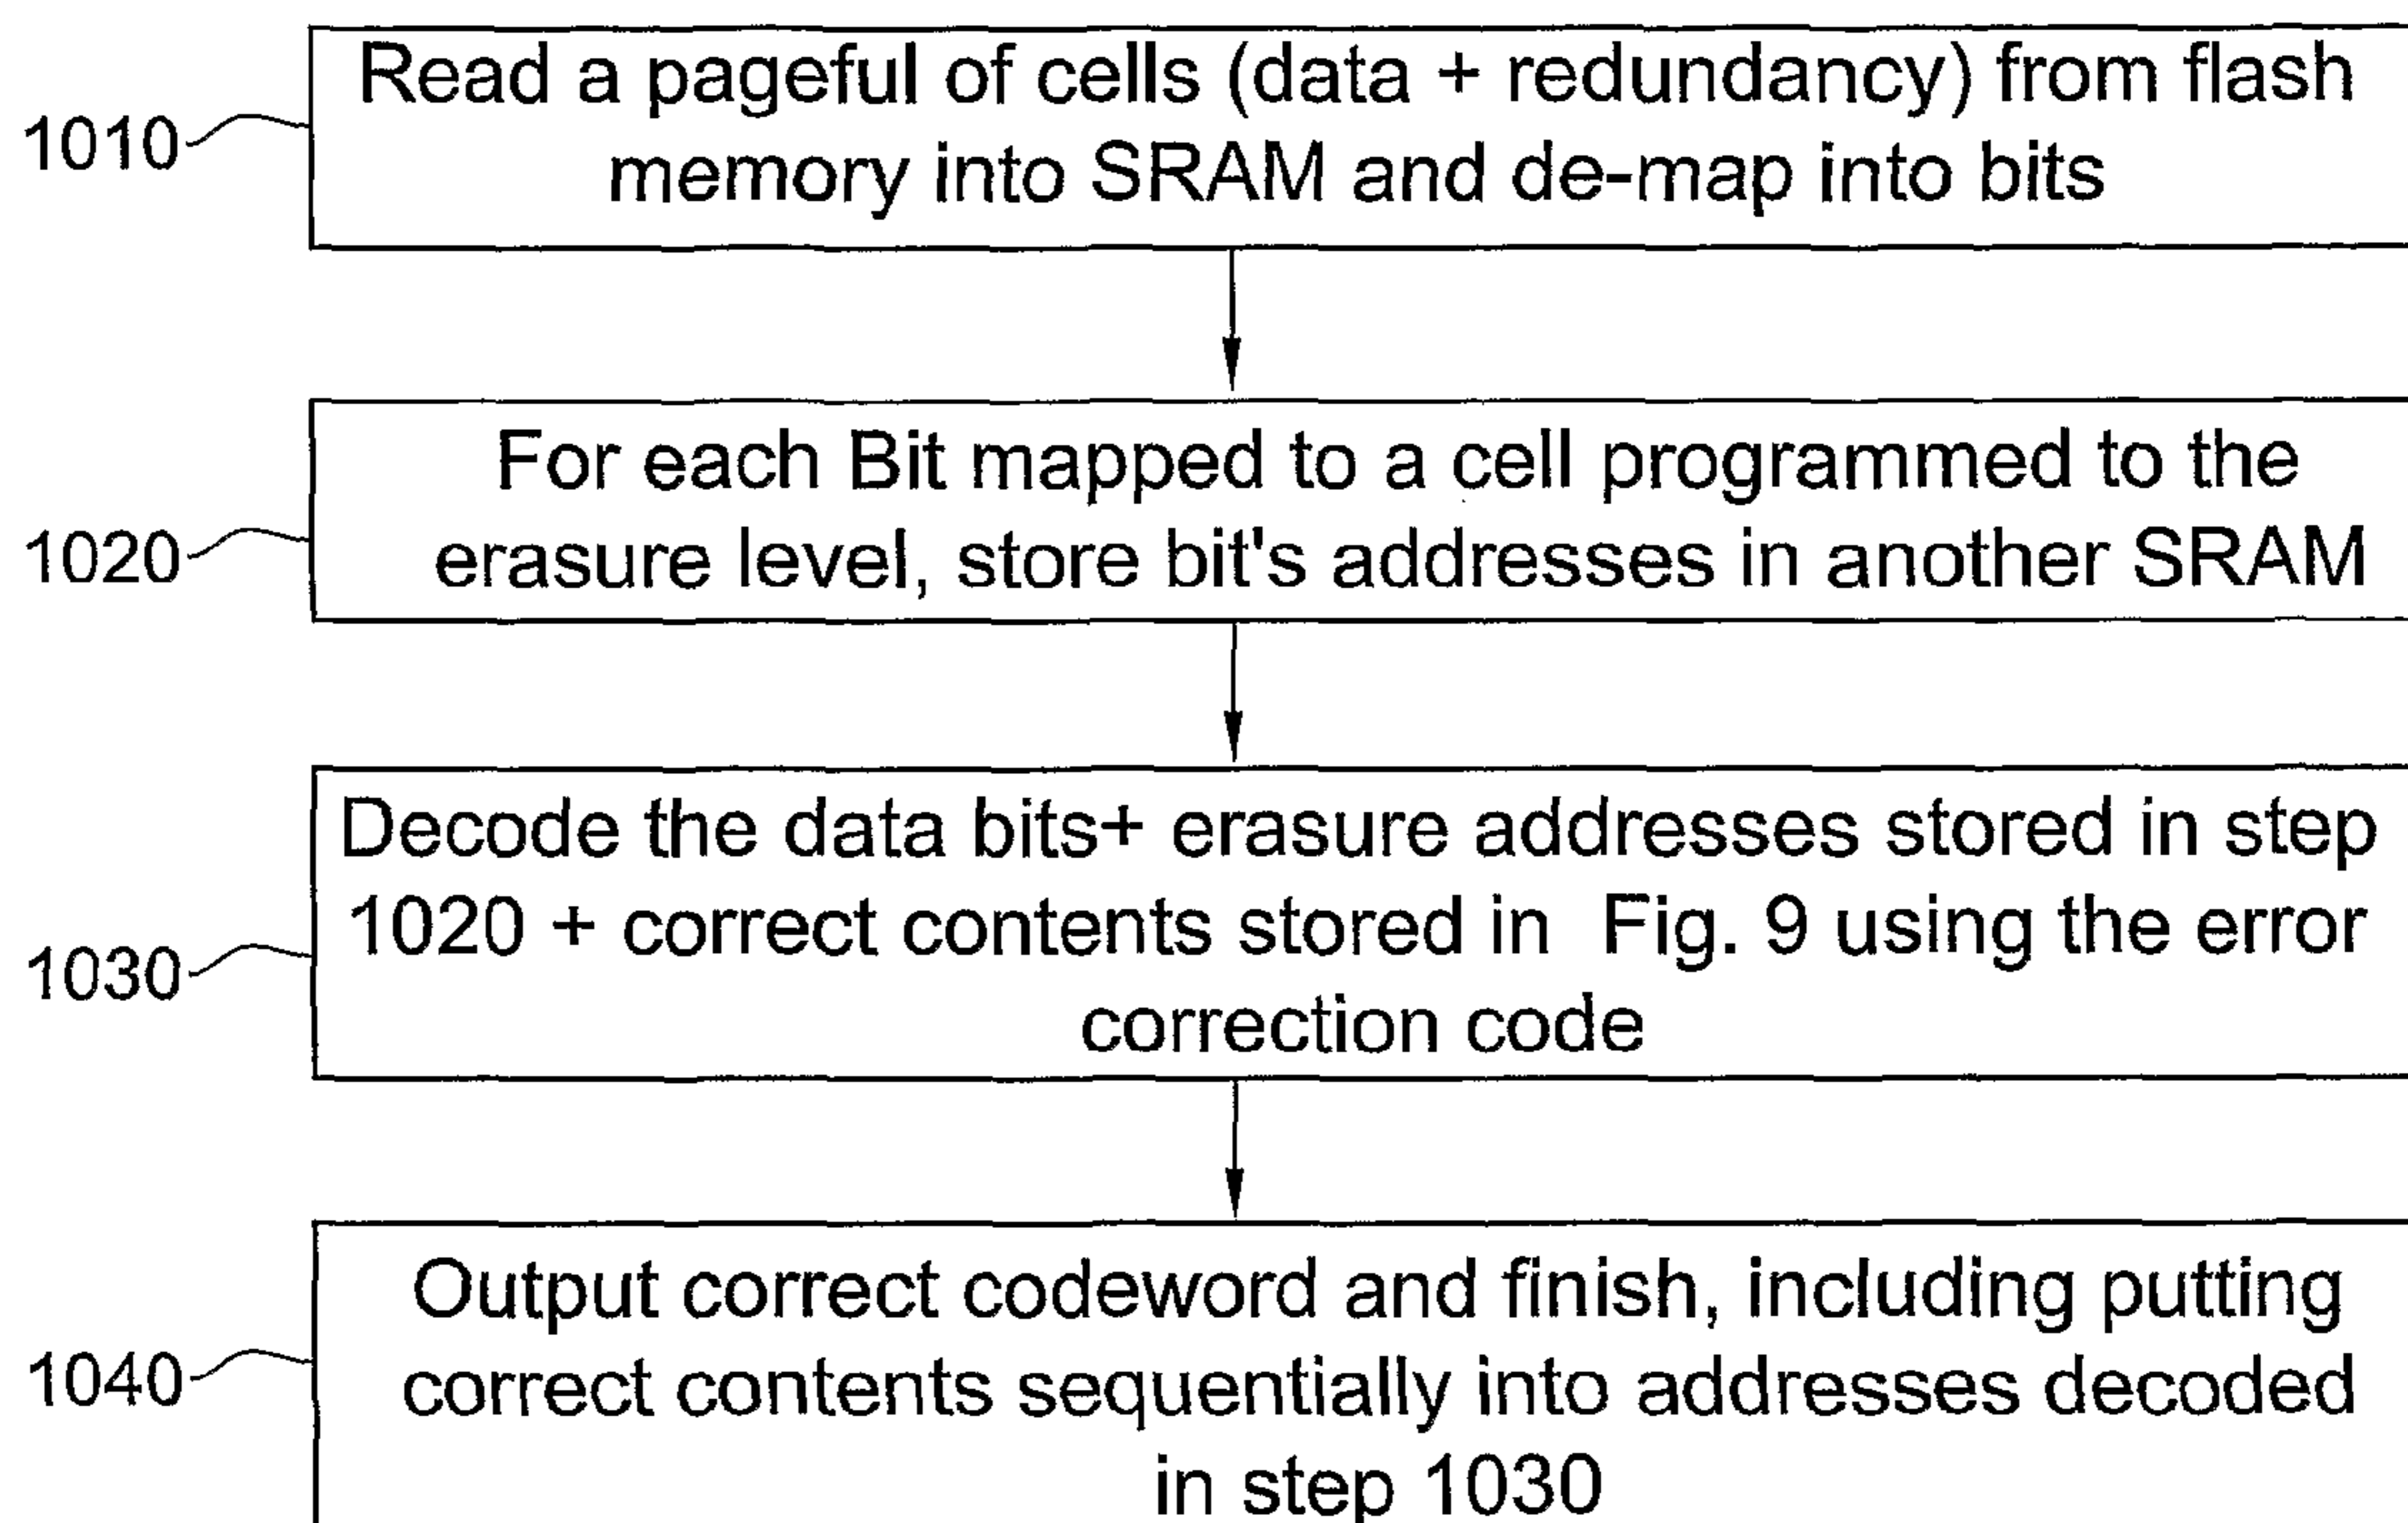 Read a pageful of cells (data + redundancy) from flash
1010
memory into SRAM and de-map into bits
For each Bit mapped to a cell programmed to the
1020
erasure level, store bit's addresses in another SRAM
Decode the data bits+ erasure addresses stored in step
1020 + correct contents stored in Fig. 9 using the error
1030
correction code
Output correct codeword and finish, including putting
1040
correct contents sequentially into addresses decoded
in step 1030